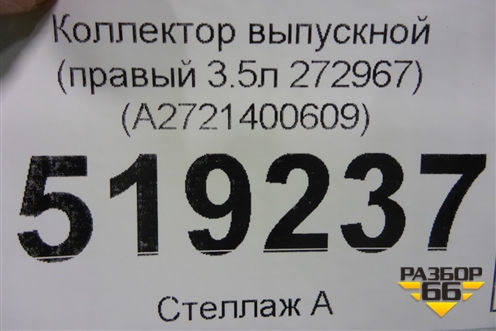 Коллектор выпускной
(правый 3.5л 272967)
(A2721400609)
519237
РАЗБОР
66
Стеллаж А